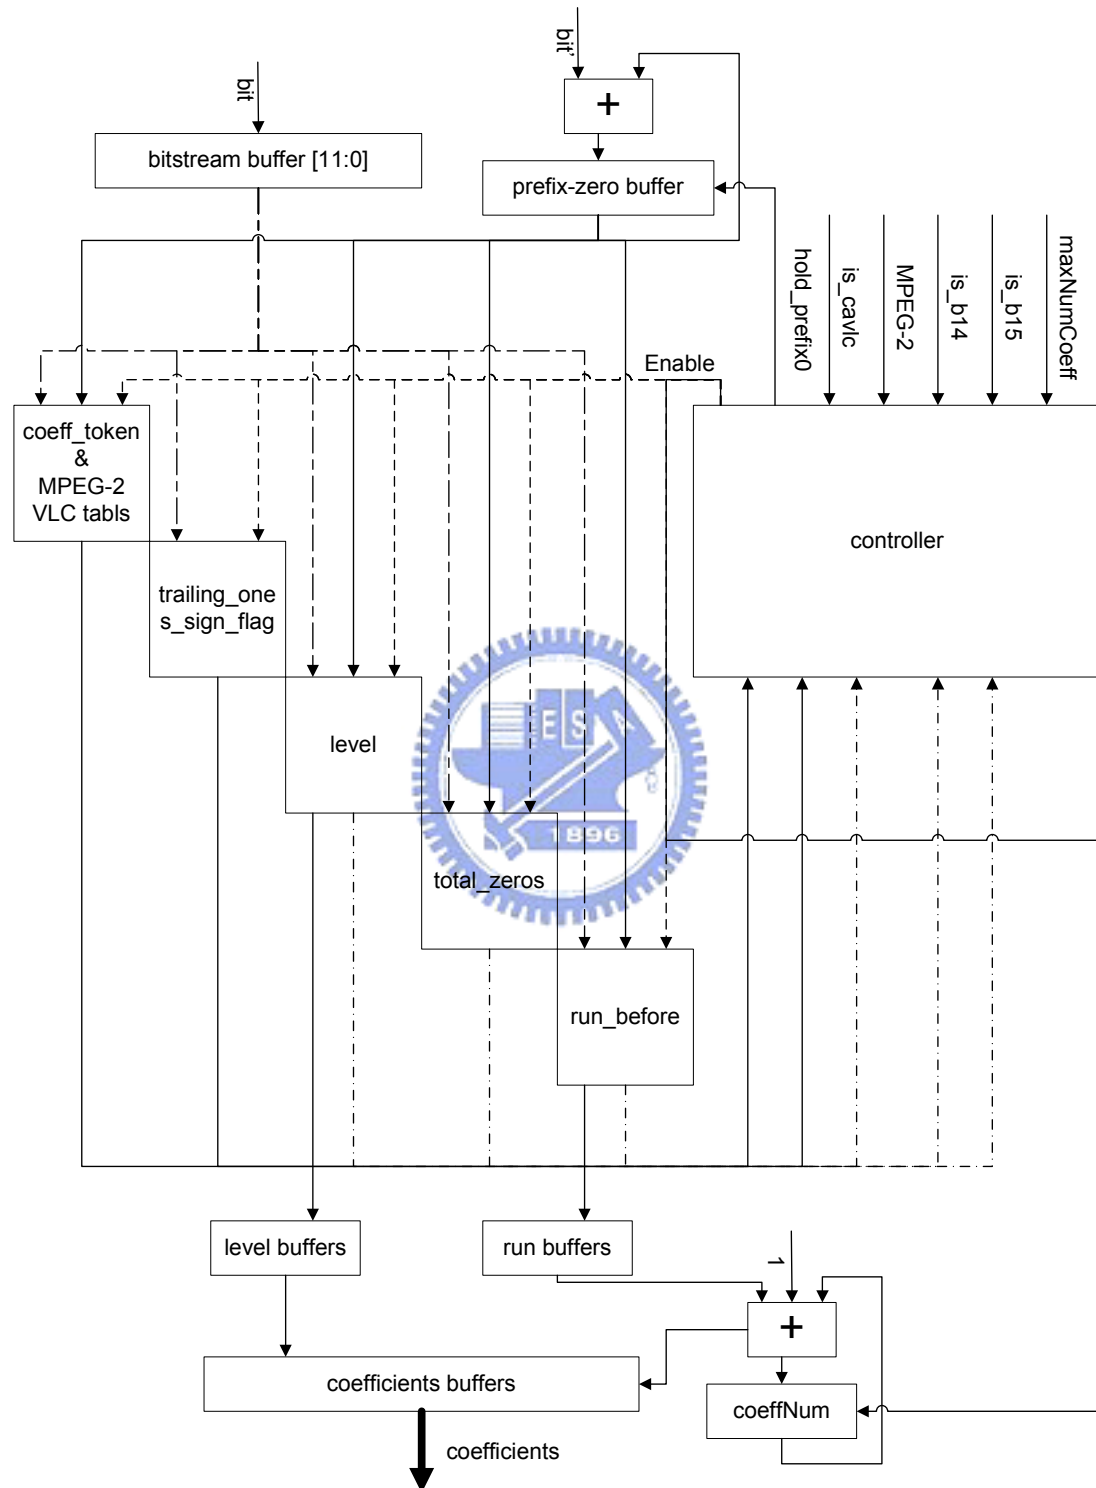 bit'
+
bit
bitstream buffer [11:0]
prefix-zero buffer
hold_prefix0
is_cavlc
MPEG-2
is_b14
is_b15
maxNumCoeff
Enable
coeff_token
&
MPEG-2
VLC tabls
controller
trailing_one
s_sign_flag
E S A
level
1896
total_zeros
run_before
level buffers
run buffers
1
+
coefficients buffers
coeffNum
coefficients